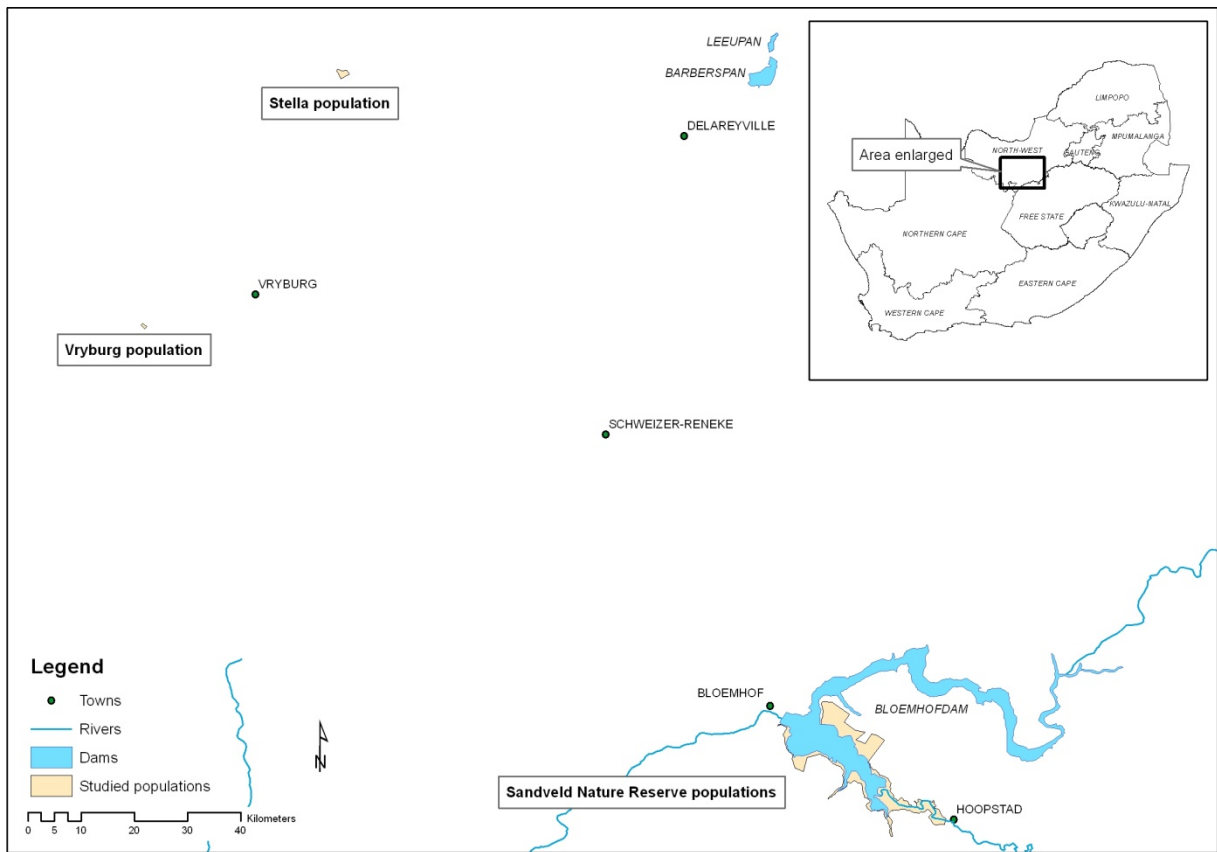 LEEUPAN
BARBERSPAN
Stella population
DELAREYVILLE
VRYBURG
Vryburg population
SCHWEIZER-RENEKE
Area enlarged
LIMPOPO
MPUMALANGA
NORTH-WEST
GAUTENG
KWAZULU-NATAL
FREE STATE
NORTHERN CAPE
EASTERN CAPE
WESTERN CAPE
BLOEMHOF
BLOEMHOFDAM
Sandveld Nature Reserve populations
HOOPSTAD
Legend
Towns
Rivers
Dams
Studied populations
N
Kilometers
0 5 10 20 30 40